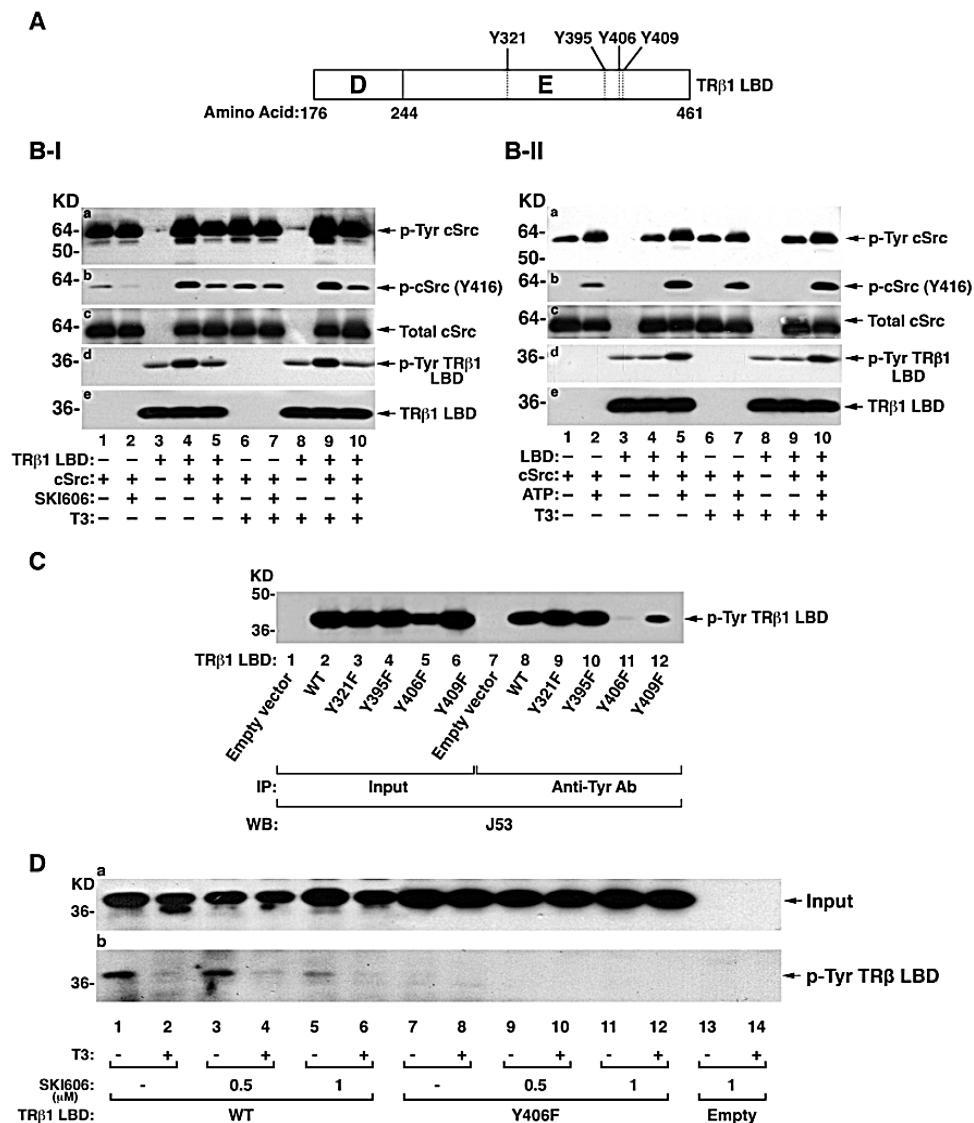 A
Y321 Y395 Y406 Y409
D E TRβ1 LBD
Amino Acid:176 244 461
B-I
KD
a
64-
50-
p-Tyr cSrc
b
64-
p-cSrc (Y416)
c
64-
Total cSrc
d
36-
p-Tyr TRβ1
LBD
e
36-
TRβ1 LBD
1 2 3 4 5 6 7 8 9 10
TRβ1 LBD: – – + + + – – + + +
cSrc: + + – + + + + – + +
SKI606: – + – – + – + – – +
T3: – – – – – + + + + +
B-II
KD
a
64-
50-
p-Tyr cSrc
b
64-
p-cSrc (Y416)
c
64-
Total cSrc
d
36-
p-Tyr TRβ1
LBD
e
36-
TRβ1 LBD
1 2 3 4 5 6 7 8 9 10
LBD: – – + + + – – + + +
cSrc: + + – + + + + – + +
ATP: – + – – + – + – – +
T3: – – – – – + + + + +
C
KD
50-
36-
p-Tyr TRβ1 LBD
TRβ1 LBD: 1 2 3 4 5 6 7 8 9 10 11 12
Empty vector WT Y321F Y395F Y406F Y409F Empty vector WT Y321F Y395F Y406F Y409F
IP: Input Anti-Tyr Ab
WB: J53
D
a
KD
36-
Input
b
36-
p-Tyr TRβ LBD
1 2 3 4 5 6 7 8 9 10 11 12 13 14
T3: - + - + - + - + - + - + - +
SKI606: - 0.5 1 - 0.5 1 1
(μM)
TRβ1 LBD: WT Y406F Empty